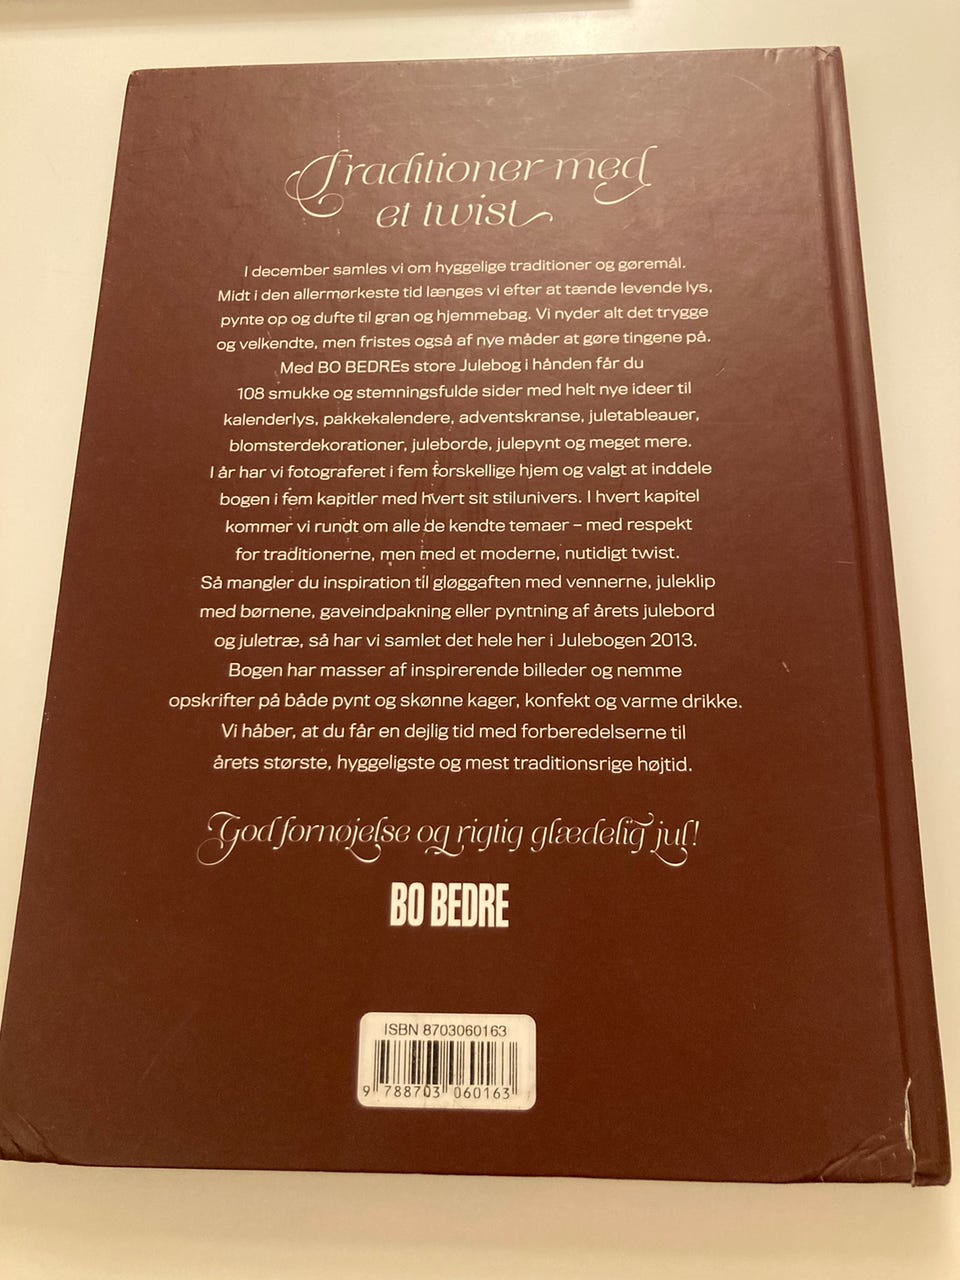 Traditioner med
et twist
I december samles vi om hyggelige traditioner og gøremål.
Midt i den allermørkeste tid længes vi efter at tænde levende lys,
pynte op og dufte til gran og hjemmebag. Vi nyder alt det trygge
og velkendte, men fristes også af nye måder at gøre tingene på.
Med BO BEDREs store Julebog i hånden får du
108 smukke og stemningsfulde sider med helt nye ideer til
kalenderlys, pakkekalendere, adventskranse, juletableauer,
blomsterdekorationer, juleborde, julepynt og meget mere.
I år har vi fotograferet i fem forskellige hjem og valgt at inddele
bogen i fem kapitler med hvert sit stilunivers. I hvert kapitel
kommer vi rundt om alle de kendte temaer – med respekt
for traditionerne, men med et moderne, nutidigt twist.
Så mangler du inspiration til gløggaften med vennerne, juleklip
med børnene, gaveindpakning eller pyntning af årets julebord
og juletræ, så har vi samlet det hele her i Julebogen 2013.
Bogen har masser af inspirerende billeder og nemme
opskrifter på både pynt og skønne kager, konfekt og varme drikke.
Vi håber, at du får en dejlig tid med forberedelserne til
årets største, hyggeligste og mest traditionsrige højtid.
God fornøjelse og rigtig glædelig jul!
BO BEDRE
ISBN 8703060163
9 788703 060163